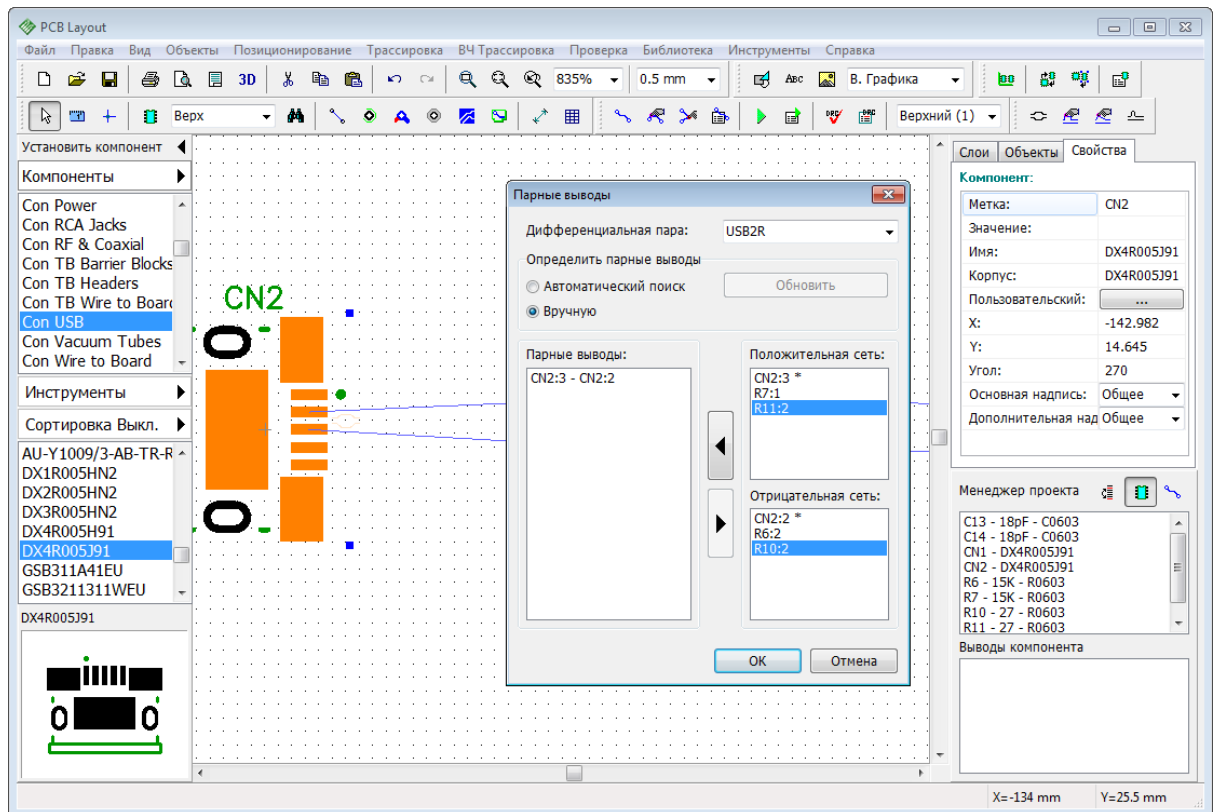 PCB Layout
Файл Правка Вид Объекты Позиционирование Трассировка ВЧ Трассировка Проверка Библиотека Инструменты Справка
3D 835% 0.5 mm ABC В. Графика
Верх DRC Верхний (1)
Установить компонент
Компоненты
Con Power
Con RCA Jacks
Con RF & Coaxial
Con TB Barrier Blocks
Con TB Headers
Con TB Wire to Board
Con USB
Con Vacuum Tubes
Con Wire to Board
Инструменты
Сортировка Выкл.
AU-Y1009/3-AB-TR-R
DX1R005HN2
DX2R005HN2
DX3R005HN2
DX4R005H91
DX4R005J91
GSB311A41EU
GSB3211311WEU
DX4R005J91
CN2
Парные выводы
Дифференциальная пара: USB2R
Определить парные выводы
Автоматический поиск
Обновить
Вручную
Парные выводы:
CN2:3 - CN2:2
Положительная сеть:
CN2:3 *
R7:1
R11:2
Отрицательная сеть:
CN2:2 *
R6:2
R10:2
OK Отмена
Слои Объекты Свойства
Компонент:
Метка: CN2
Значение:
Имя: DX4R005J91
Корпус: DX4R005J91
Пользовательский: ...
X: -142.982
Y: 14.645
Угол: 270
Основная надпись: Общее
Дополнительная над Общее
Менеджер проекта
C13 - 18pF - C0603
C14 - 18pF - C0603
CN1 - DX4R005J91
CN2 - DX4R005J91
R6 - 15K - R0603
R7 - 15K - R0603
R10 - 27 - R0603
R11 - 27 - R0603
Выводы компонента
X=-134 mm Y=25.5 mm